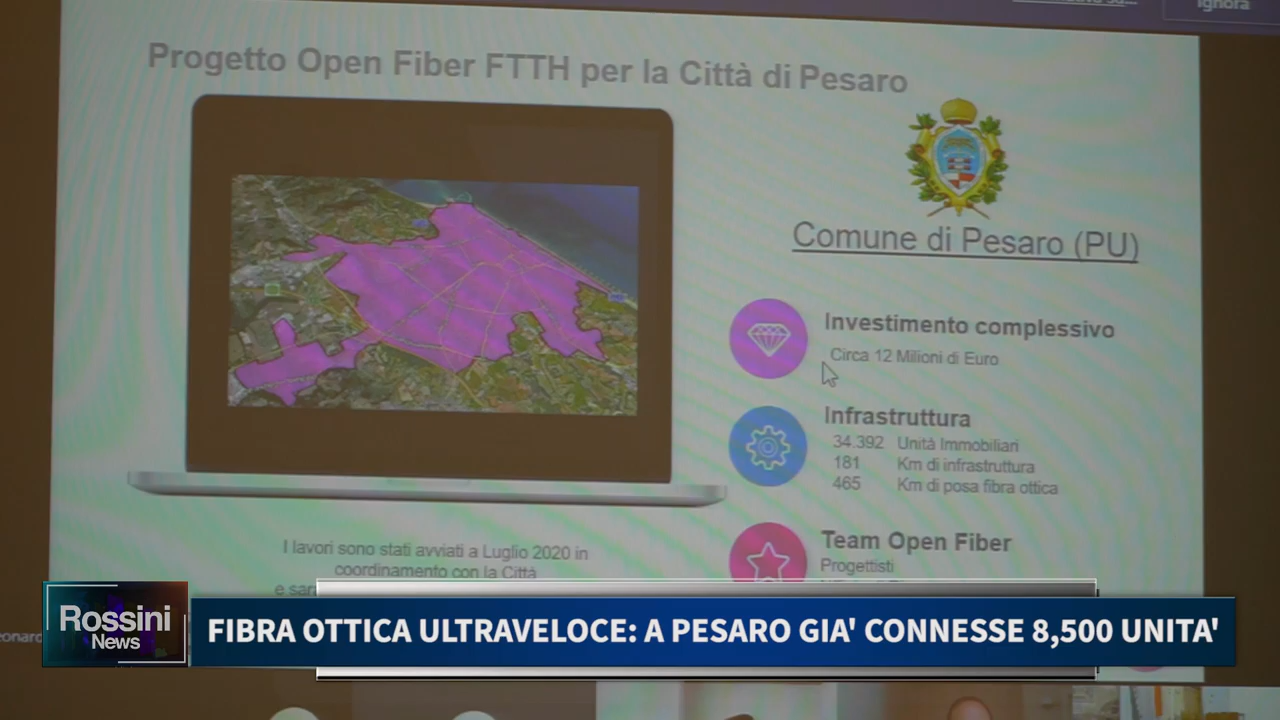 Ignora
Progetto Open Fiber FTTH per la Città di Pesaro
Comune di Pesaro (PU)
Investimento complessivo
Circa 12 Milioni di Euro
Infrastruttura
34.392 Unità Immobiliari
181 Km di infrastruttura
465 Km di posa fibra ottica
Team Open Fiber
Progettisti
I lavori sono stati avviati a Luglio 2020 in
coordinamento con la Città
e
Rossini
News
FIBRA OTTICA ULTRAVELOCE: A PESARO GIA' CONNESSE 8,500 UNITA'